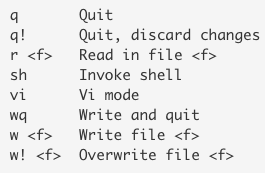 q Quit
q! Quit, discard changes
r <f> Read in file <f>
sh Invoke shell
vi Vi mode
wq Write and quit
w <f> Write file <f>
w! <f> Overwrite file <f>